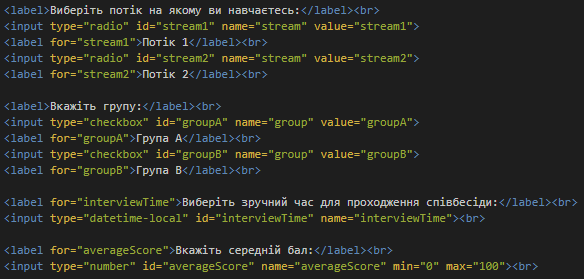 <label>Виберіть потік на якому ви навчаєтесь:</label><br>
<input type="radio" id="stream1" name="stream" value="stream1">
<label for="stream1">Потік 1</label><br>
<input type="radio" id="stream2" name="stream" value="stream2">
<label for="stream2">Потік 2</label><br>
<label>Вкажіть групу:</label><br>
<input type="checkbox" id="groupA" name="group" value="groupA">
<label for="groupA">Група A</label><br>
<input type="checkbox" id="groupB" name="group" value="groupB">
<label for="groupB">Група B</label><br>
<label for="interviewTime">Виберіть зручний час для проходження співбесіди:</label><br>
<input type="datetime-local" id="interviewTime" name="interviewTime"><br>
<label for="averageScore">Вкажіть середній бал:</label><br>
<input type="number" id="averageScore" name="averageScore" min="0" max="100"><br>